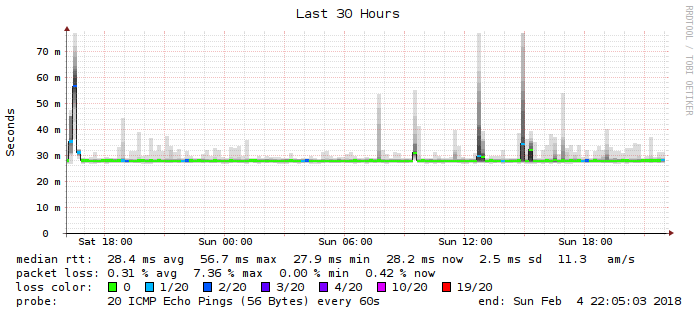 Last 30 Hours
RRDTOOL / TOBI OETIKER
Seconds
70 m
60 m
50 m
40 m
30 m
20 m
10 m
0
Sat 18:00 Sun 00:00 Sun 06:00 Sun 12:00 Sun 18:00
median rtt: 28.4 ms avg 56.7 ms max 27.9 ms min 28.2 ms now 2.5 ms sd 11.3 am/s
packet loss: 0.31 % avg 7.36 % max 0.00 % min 0.42 % now
loss color: 0 1/20 2/20 3/20 4/20 10/20 19/20
probe: 20 ICMP Echo Pings (56 Bytes) every 60s end: Sun Feb 4 22:05:03 2018